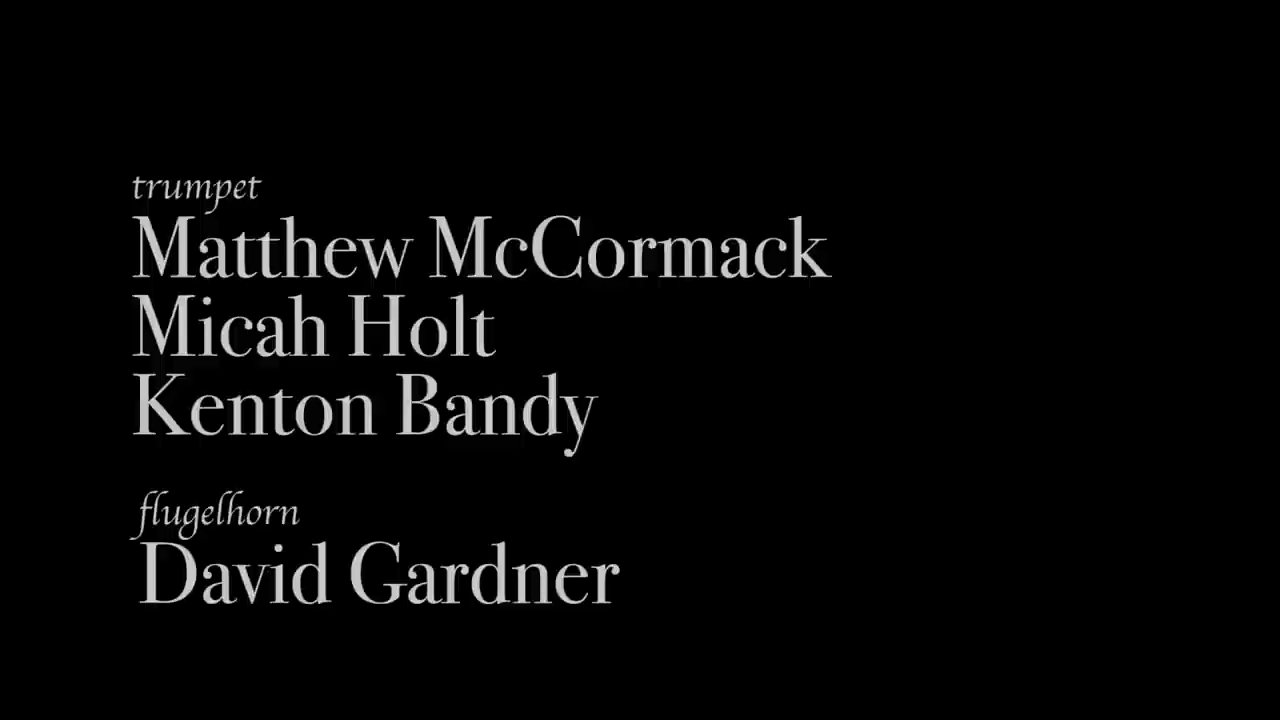 trumpet
Matthew McCormack
Micah Holt
Kenton Bandy
flugelhorn
David Gardner